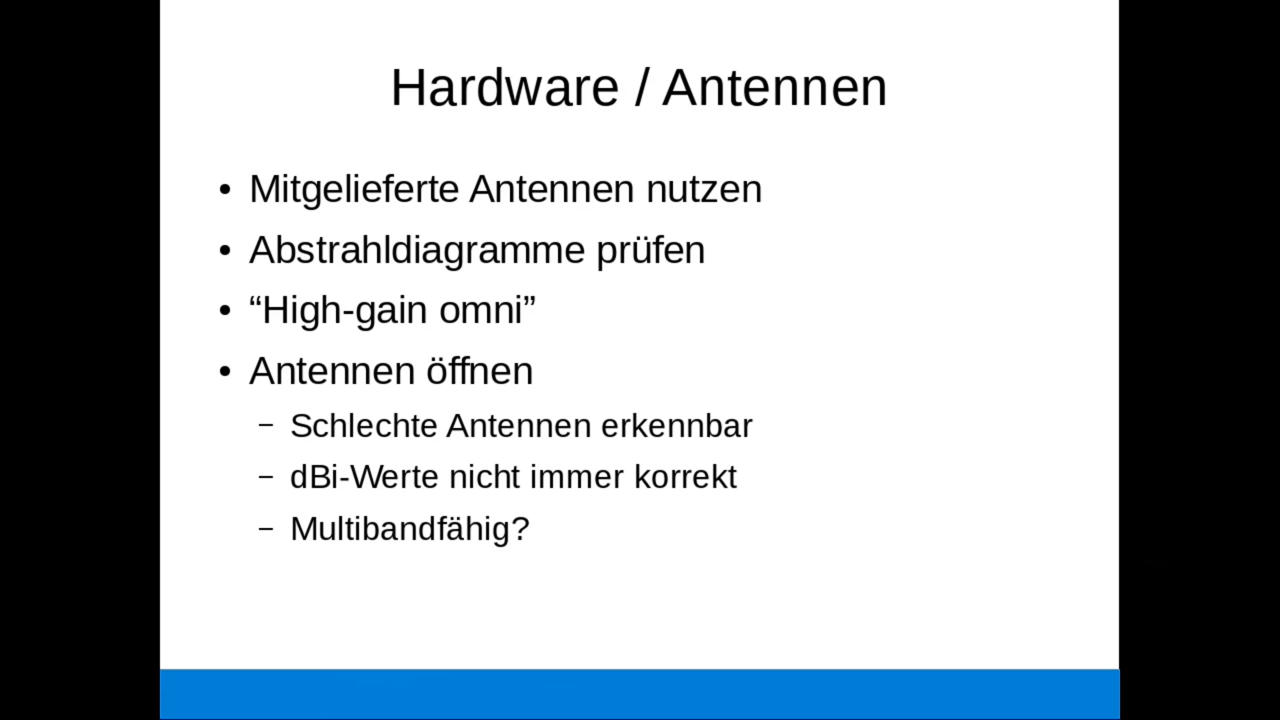 Hardware / Antennen
• Mitgelieferte Antennen nutzen
• Abstrahldiagramme prüfen
• “High-gain omni”
• Antennen öffnen
– Schlechte Antennen erkennbar
– dBi-Werte nicht immer korrekt
– Multibandfähig?